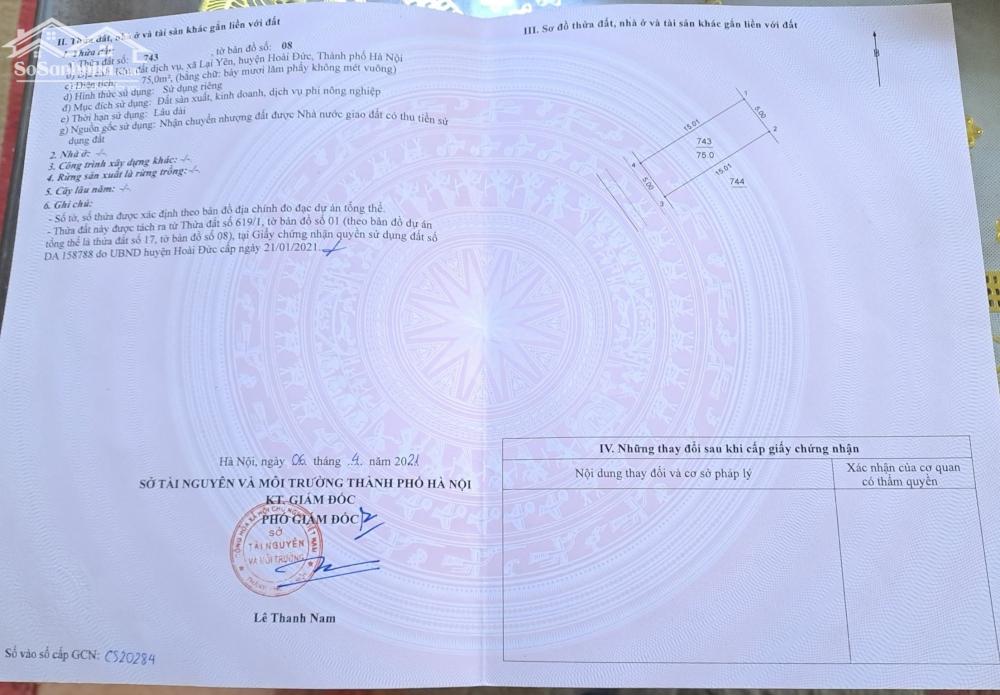 II. Thửa đất, nhà ở và tài sản khác gắn liền với đất
1. Thửa đất:
a) Thửa đất số: 743 , tờ bản đồ số: 08
b) Địa chỉ: Khu đất dịch vụ, xã Lại Yên, huyện Hoài Đức, Thành phố Hà Nội
c) Diện tích: 75,0m², (bằng chữ: bảy mươi lăm phẩy không mét vuông)
d) Hình thức sử dụng: Sử dụng riêng
đ) Mục đích sử dụng: Đất sản xuất, kinh doanh, dịch vụ phi nông nghiệp
e) Thời hạn sử dụng: Lâu dài
g) Nguồn gốc sử dụng: Nhận chuyển nhượng đất được Nhà nước giao đất có thu tiền sử
dụng đất
2. Nhà ở: -/-
3. Công trình xây dựng khác: -/-
4. Rừng sản xuất là rừng trồng: -/-
5. Cây lâu năm: -/-
6. Ghi chú:
- Số tờ, số thửa được xác định theo bản đồ địa chính đo đạc dự án tổng thể.
- Thửa đất này được tách ra từ Thửa đất số 619/1, tờ bản đồ số 01 (theo bản đồ dự án
tổng thể là thửa đất số 17, tờ bản đồ số 08), tại Giấy chứng nhận quyền sử dụng đất số
DA 158788 do UBND huyện Hoài Đức cấp ngày 21/01/2021.
Hà Nội, ngày 06 tháng 4 năm 2021
SỞ TÀI NGUYÊN VÀ MÔI TRƯỜNG THÀNH PHỐ HÀ NỘI
KT. GIÁM ĐỐC
PHÓ GIÁM ĐỐC
SỞ
TÀI NGUYÊN
VÀ MÔI TRƯỜNG
Lê Thanh Nam
Số vào sổ cấp GCN: CS20284
III. Sơ đồ thửa đất, nhà ở và tài sản khác gắn liền với đất
B
1
5.00
2
15.01
743
75.0
15.01
4
5.00
3
744
IV. Những thay đổi sau khi cấp giấy chứng nhận
Nội dung thay đổi và cơ sở pháp lý
Xác nhận của cơ quan
có thẩm quyền